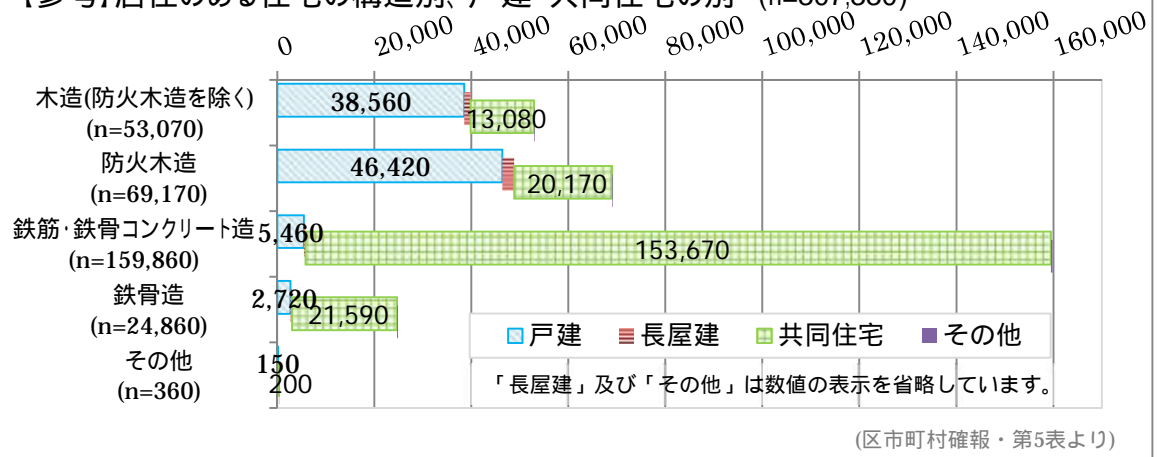 0 20,000 40,000 60,000 80,000 100,000 120,000 140,000 160,000
木造(防火木造を除く)
(n=53,070)
38,560
13,080
防火木造
(n=69,170)
46,420
20,170
鉄筋・鉄骨コンクリート造
(n=159,860)
5,460
153,670
鉄骨造
(n=24,860)
2,720
21,590
その他
(n=360)
150
200
戸建 長屋建 共同住宅 その他
「長屋建」及び「その他」は数値の表示を省略しています。
(区市町村確報・第5表より)